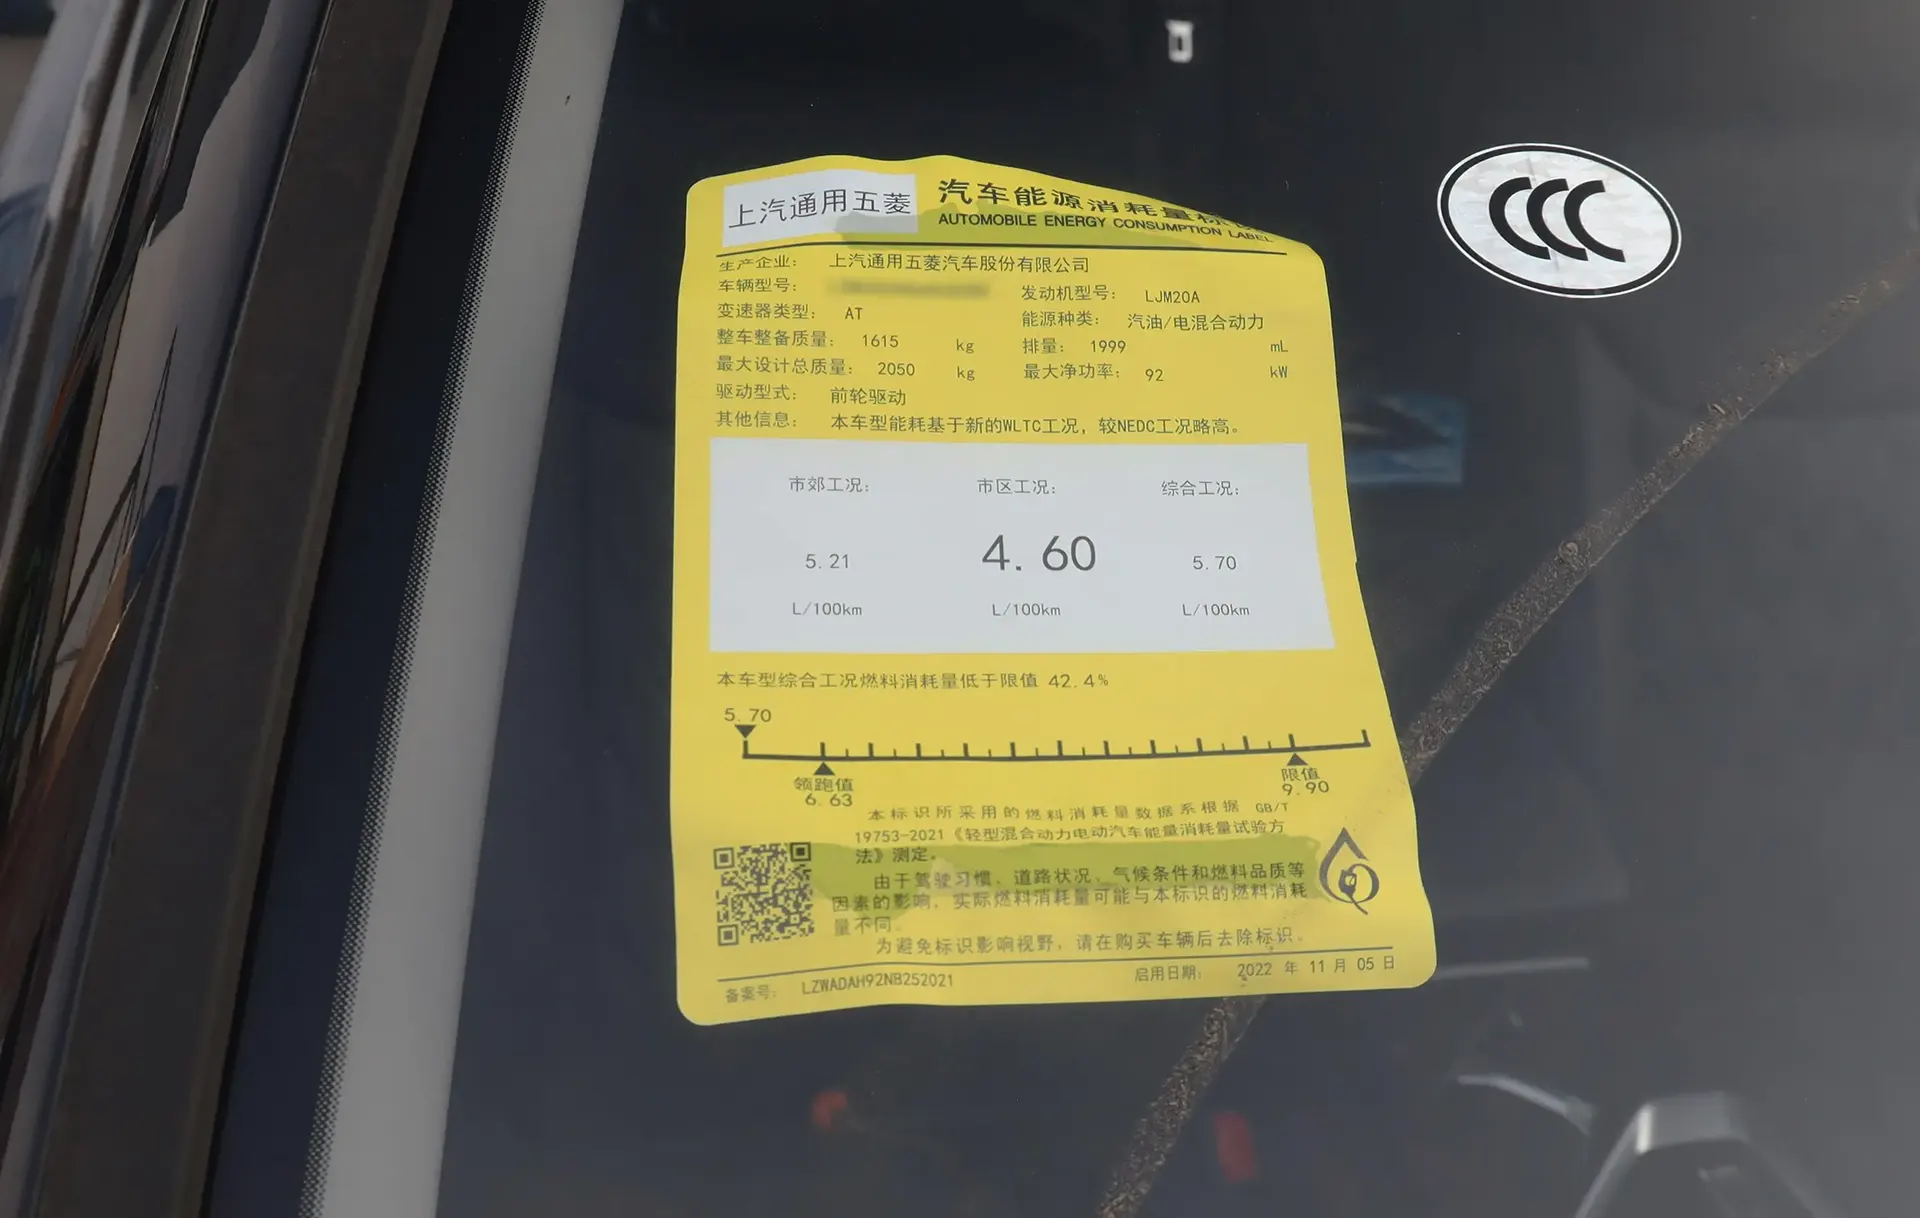 上汽通用五菱
汽车能源消耗量标
AUTOMOBILE ENERGY CONSUMPTION LABEL
生产企业： 上汽通用五菱汽车股份有限公司
车辆型号：
发动机型号： LJM20A
变速器类型： AT
能源种类： 汽油/电混合动力
整车整备质量： 1615 kg
排量： 1999 mL
最大设计总质量： 2050 kg
最大净功率： 92 kW
驱动型式： 前轮驱动
其他信息： 本车型能耗基于新的WLTC工况，较NEDC工况略高。
市郊工况： 市区工况： 综合工况：
5.21 4.60 5.70
L/100km L/100km L/100km
本车型综合工况燃料消耗量低于限值 42.4%
5.70
领跑值 限值
6.63 9.90
本标识所采用的燃料消耗量数据系根据 GB/T
19753-2021《轻型混合动力电动汽车能量消耗量试验方
法》测定。
由于驾驶习惯、道路状况、气候条件和燃料品质等
因素的影响，实际燃料消耗量可能与本标识的燃料消耗
量不同。
为避免标识影响视野，请在购买车辆后去除标识。
备案号： LZWADAH92NB252021 启用日期： 2022 年 11 月 05 日
CCC